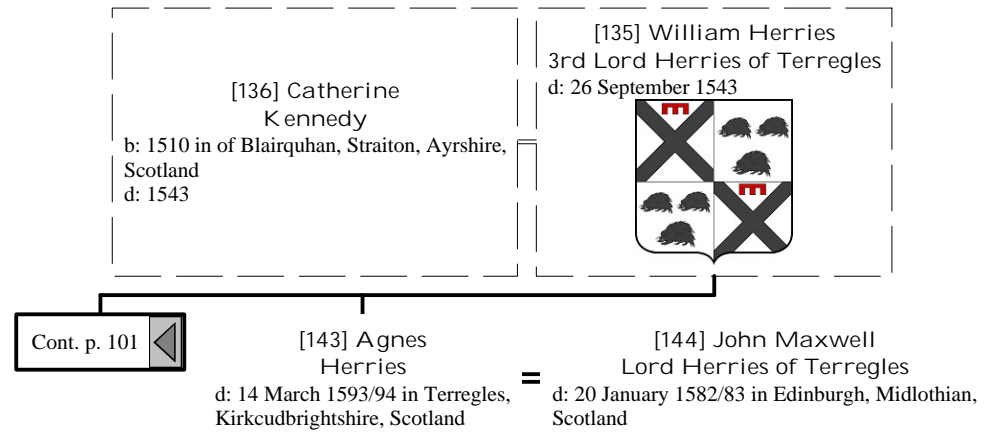 [136] Catherine
Kennedy
b: 1510 in of Blairquhan, Straiton, Ayrshire,
Scotland
d: 1543
[135] William Herries
3rd Lord Herries of Terregles
d: 26 September 1543
Cont. p. 101
[143] Agnes
Herries
d: 14 March 1593/94 in Terregles,
Kirkcudbrightshire, Scotland
=
[144] John Maxwell
Lord Herries of Terregles
d: 20 January 1582/83 in Edinburgh, Midlothian,
Scotland